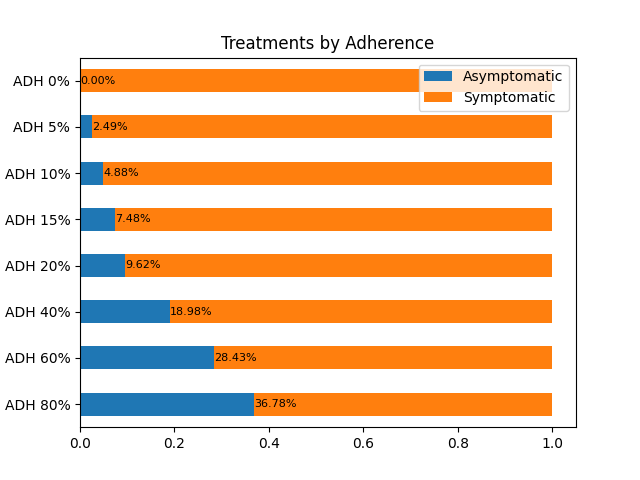 Treatments by Adherence
Asymptomatic
Symptomatic
ADH 0% 0.00%
ADH 5% 2.49%
ADH 10% 4.88%
ADH 15% 7.48%
ADH 20% 9.62%
ADH 40% 18.98%
ADH 60% 28.43%
ADH 80% 36.78%
0.0 0.2 0.4 0.6 0.8 1.0